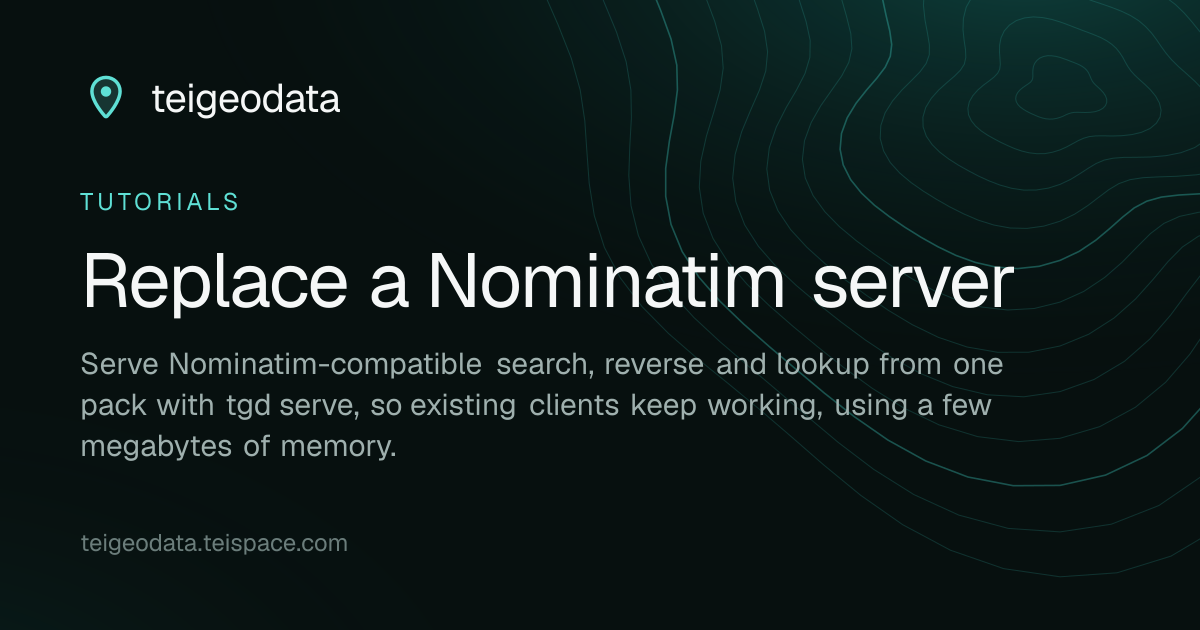 teigeodata
TUTORIALS
Replace a Nominatim server
Serve Nominatim-compatible search, reverse and lookup from one
pack with tgd serve, so existing clients keep working, using a few
megabytes of memory.
teigeodata.teispace.com